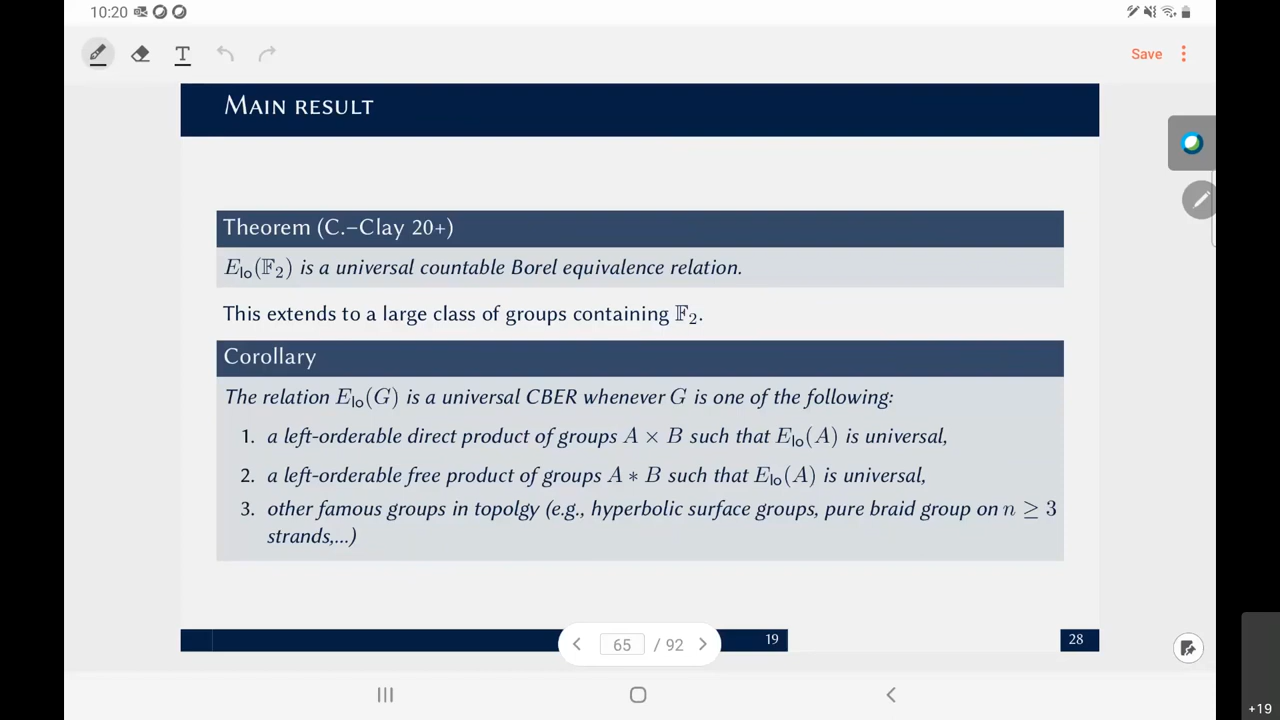 10:20
T
Save
MAIN RESULT
Theorem (C.–Clay 20+)
E_lo(𝔽₂) is a universal countable Borel equivalence relation.
This extends to a large class of groups containing 𝔽₂.
Corollary
The relation E_lo(G) is a universal CBER whenever G is one of the following:
1. a left-orderable direct product of groups A × B such that E_lo(A) is universal,
2. a left-orderable free product of groups A ∗ B such that E_lo(A) is universal,
3. other famous groups in topolgy (e.g., hyperbolic surface groups, pure braid group on n ≥ 3
strands,...)
65 / 92
19
28
+19